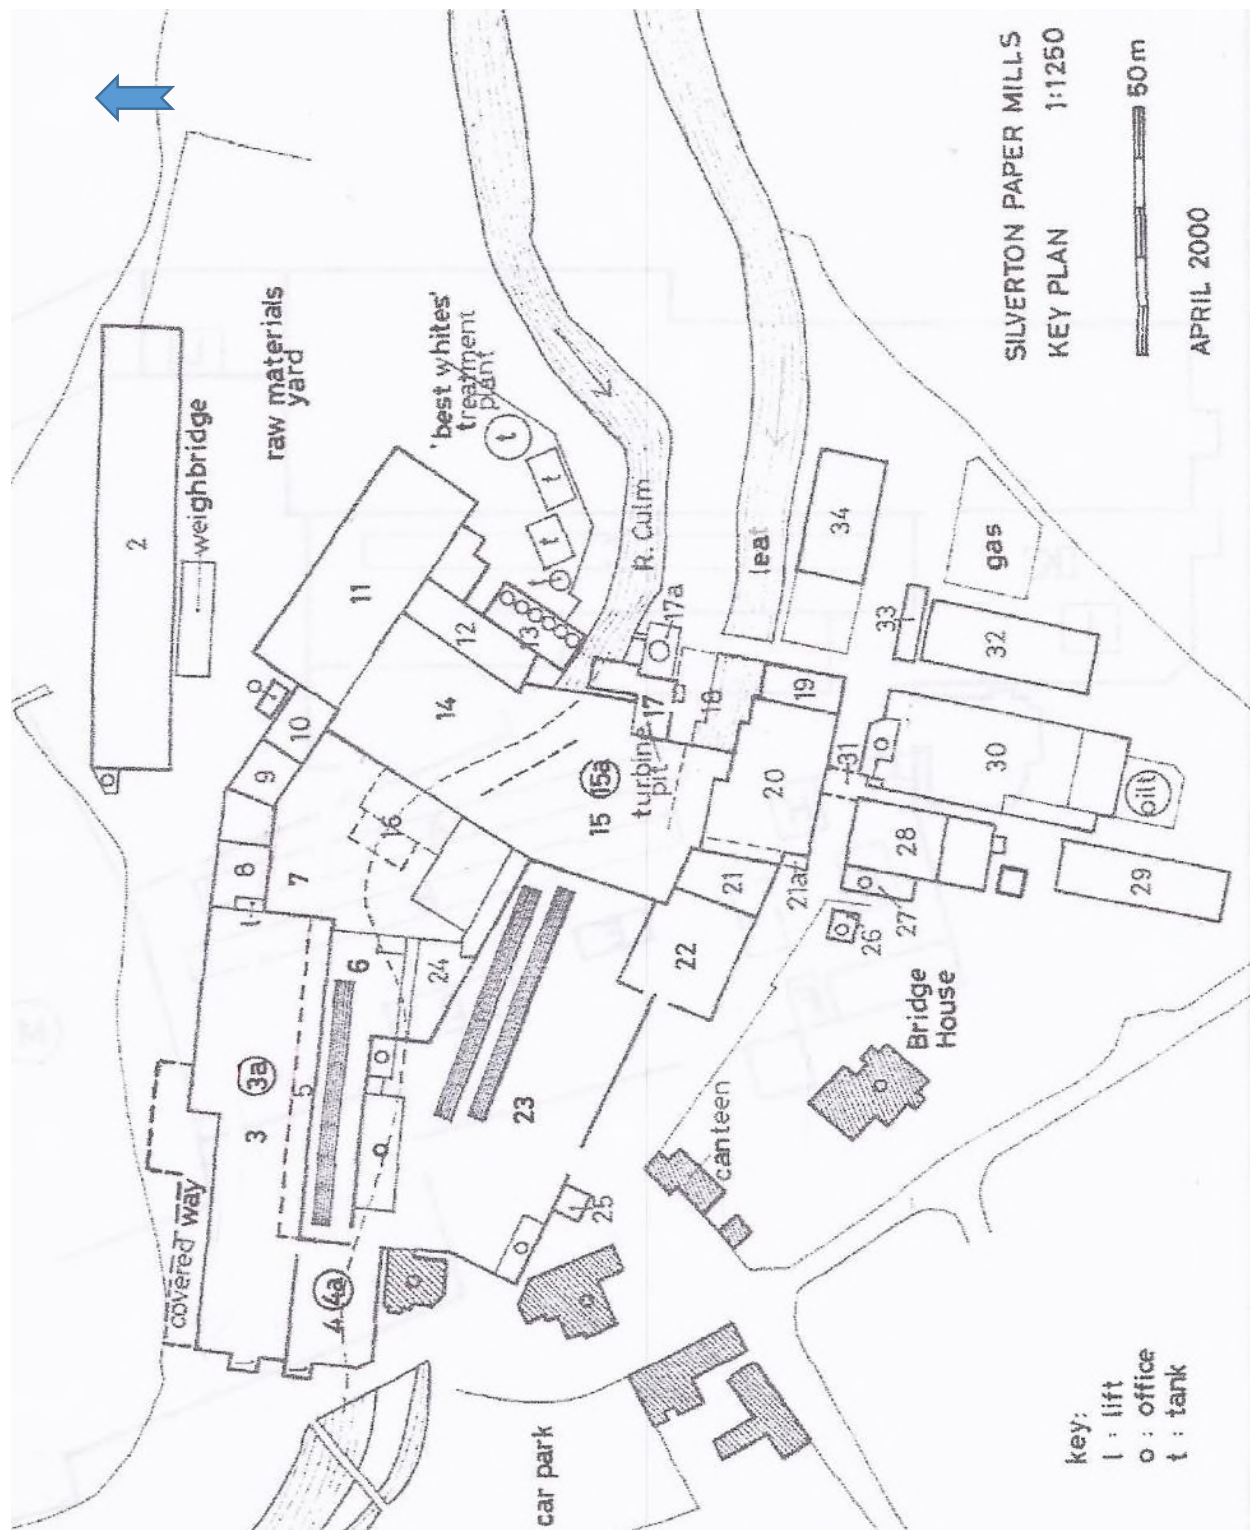 2
weighbridge
covered way
raw materials
yard
l
8
9
10
l
o
o
3
3a
5
7
11
4
4a
6
16
14
12
'best whites'
treatment
plant
t
t
t
t
13
o
o
o
24
R. Culm
23
15
15a
turbine
pit
17
17a
18
leat
o
l
25
o
car park
canteen
22
21
21a
20
19
34
Bridge
House
o
o
26
o
27
28
31
o
30
33
32
gas
29
oil t
SILVERTON PAPER MILLS
KEY PLAN 1:1250
50m
APRIL 2000
key:
l : lift
o : office
t : tank